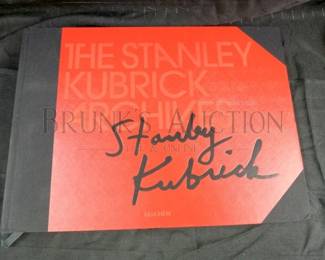 THE STANLEY
KUBRICK
ARCHIVES
BRUNK'S AUCTION
Stanley
Kubrick
TASCHEN